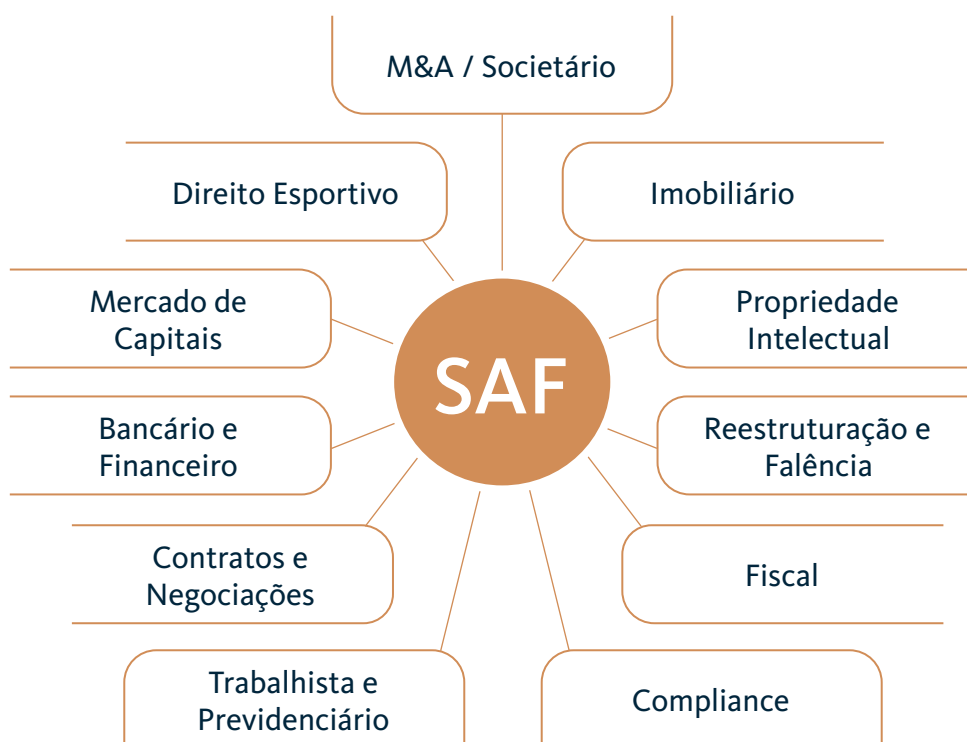 M&A / Societário
Direito Esportivo
Imobiliário
Mercado de
Capitais
Propriedade
Intelectual
SAF
Bancário e
Financeiro
Reestruturação e
Falência
Contratos e
Negociações
Fiscal
Trabalhista e
Previdenciário
Compliance